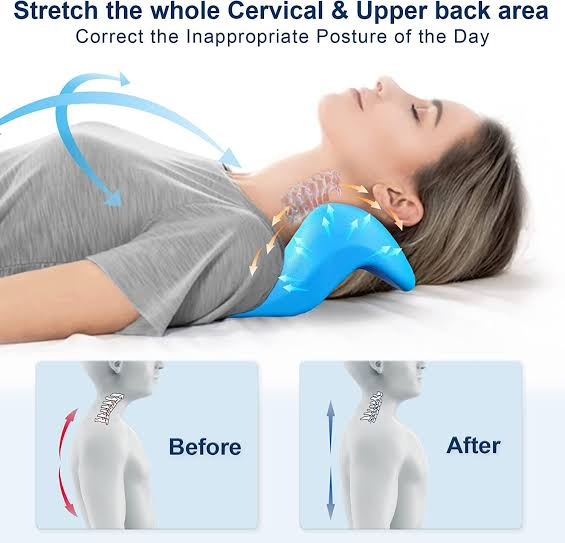 Stretch the whole Cervical & Upper back area
Correct the Inappropriate Posture of the Day
Before
After